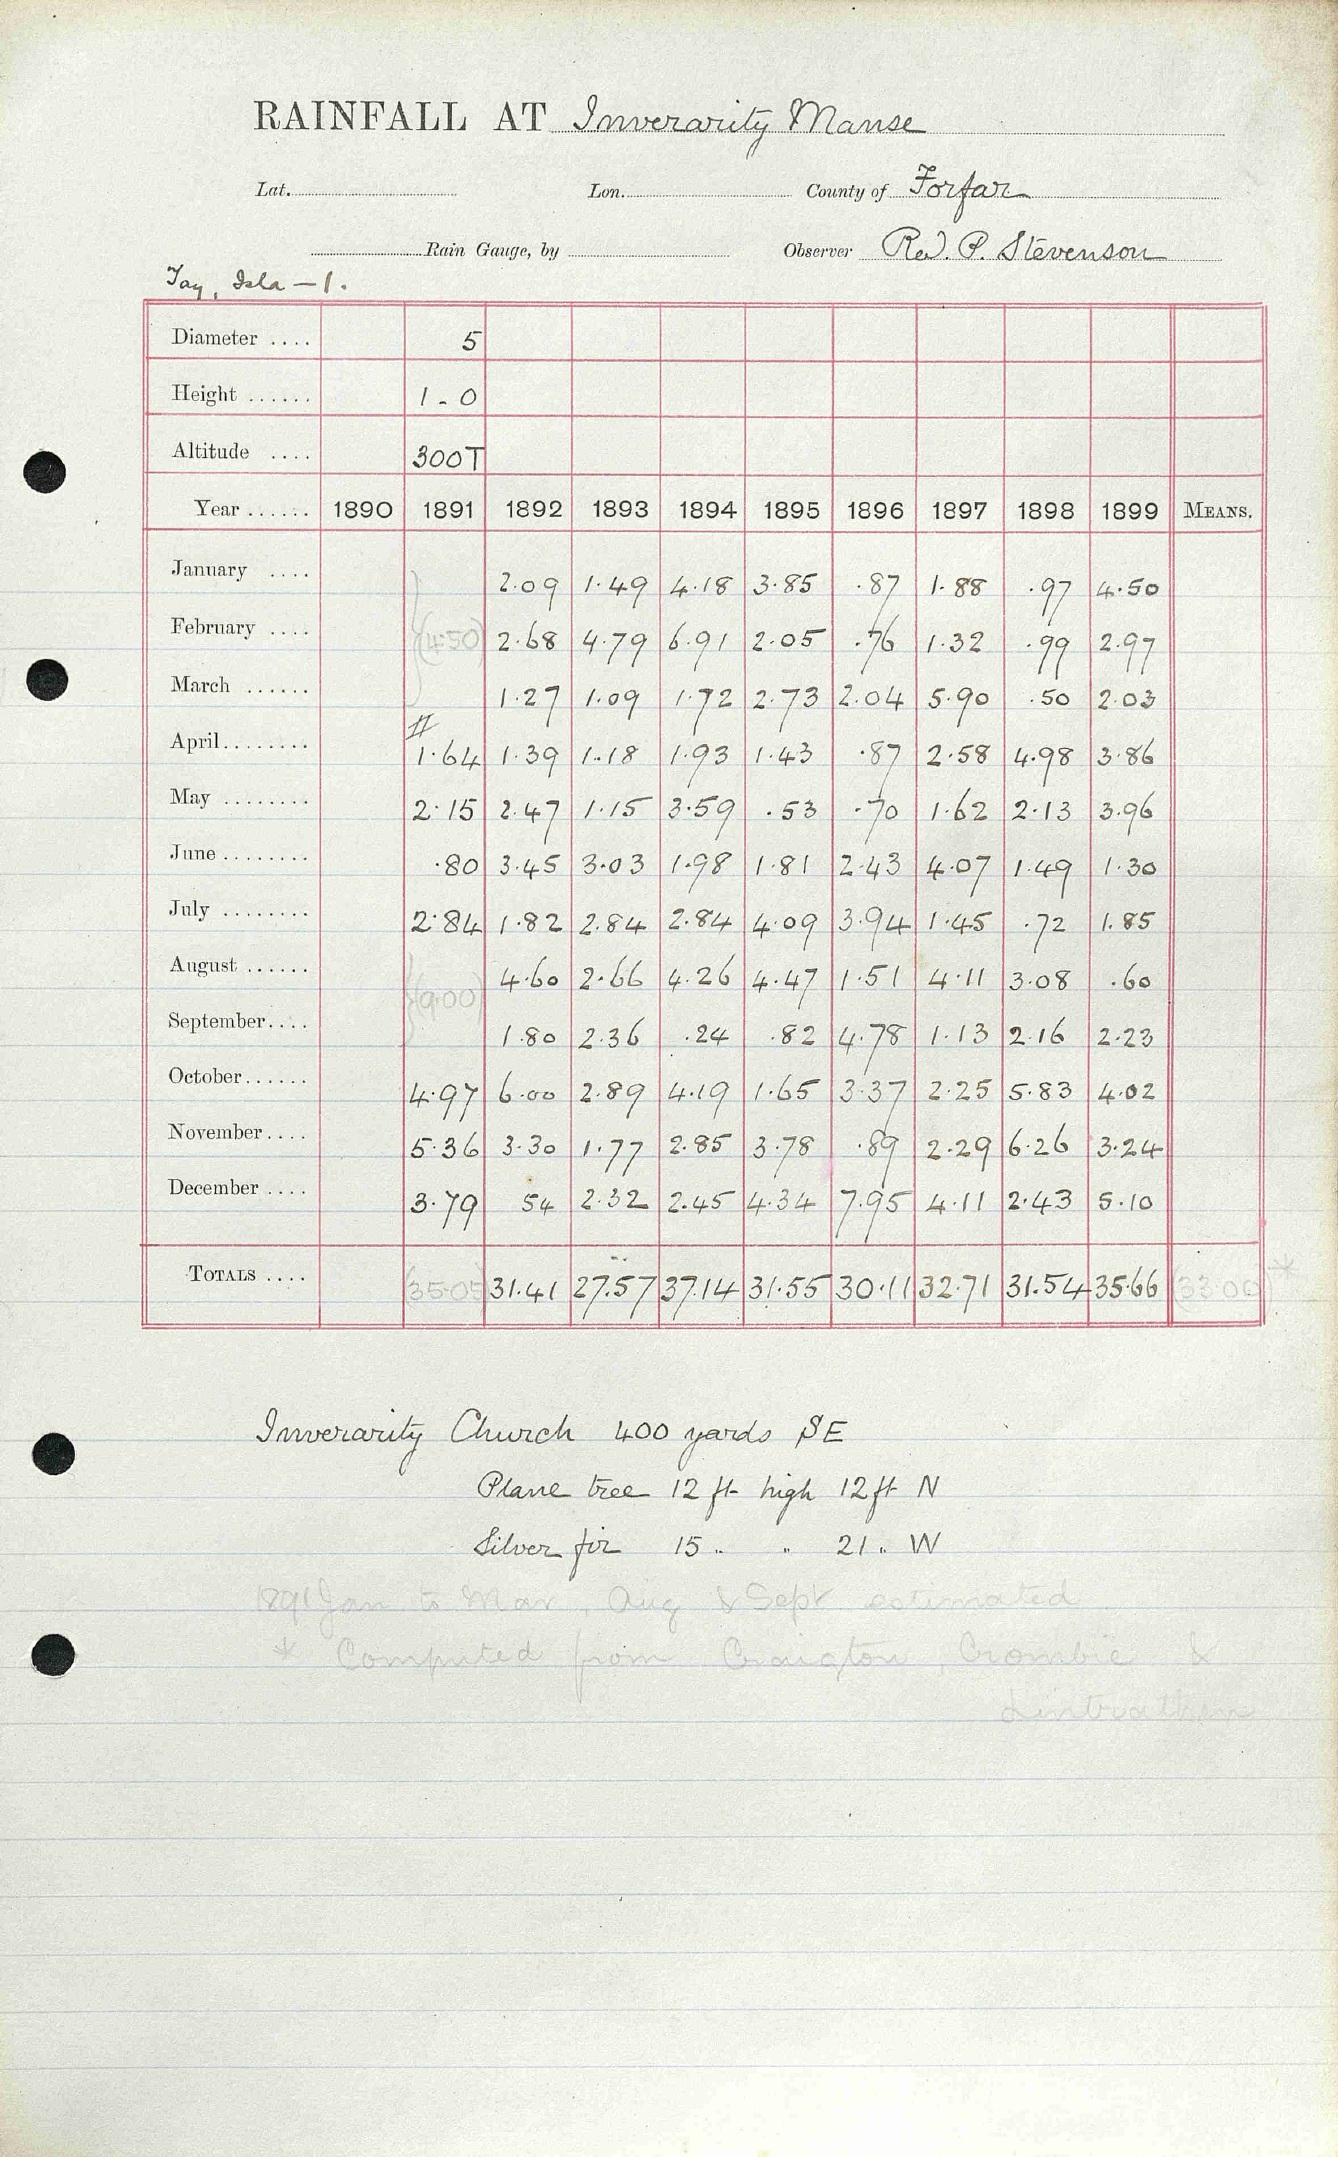 RAINFALL AT Inverarity Manse
Lat. Lon. County of Forfar
Rain Gauge, by Observer Rev. P. Stevenson
Tay, Isla – 1.
Diameter .... 5
Height ...... 1 - 0
Altitude .... 300T
Year ...... 1890 1891 1892 1893 1894 1895 1896 1897 1898 1899 MEANS.
January .... 2.09 1.49 4.18 3.85 .87 1.88 .97 4.50
February .... (4.50) 2.68 4.79 6.91 2.05 .76 1.32 .99 2.97
March ...... 1.27 1.09 1.72 2.73 2.04 5.90 .50 2.03
April........ 1.64 1.39 1.18 1.93 1.43 .87 2.58 4.98 3.86
May ........ 2.15 2.47 1.15 3.59 .53 .70 1.62 2.13 3.96
June ........ .80 3.45 3.03 1.98 1.81 2.43 4.07 1.49 1.30
July ........ 2.84 1.82 2.84 2.84 4.09 3.94 1.45 .72 1.85
August ...... 4.60 2.66 4.26 4.47 1.51 4.11 3.08 .60
(9.00)
September.... 1.80 2.36 .24 .82 4.78 1.13 2.16 2.23
October...... 4.97 6.00 2.89 4.19 1.65 3.37 2.25 5.83 4.02
November.... 5.36 3.30 1.77 2.85 3.78 .89 2.29 6.26 3.24
December .... 3.79 54 2.32 2.45 4.34 7.95 4.11 2.43 5.10
TOTALS .... (35.05) 31.41 27.57 37.14 31.55 30.11 32.71 31.54 35.66 (33.00) *
Inverarity Church 400 yards SE
Plane tree 12 ft high 12 ft N
Silver fir 15 „ „ 21 „ W
1891 Jan to Mar, Aug & Sept estimated
* Computed from Craigton, Crombie &
Lintrathen